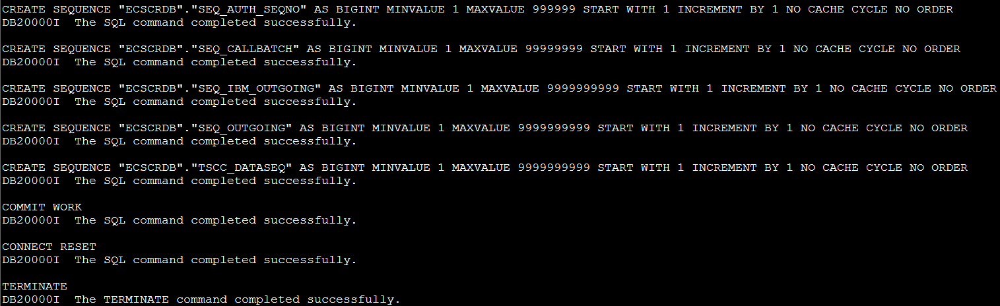 CREATE SEQUENCE "ECSCRDB"."SEQ_AUTH_SEQNO" AS BIGINT MINVALUE 1 MAXVALUE 999999 START WITH 1 INCREMENT BY 1 NO CACHE CYCLE NO ORDER
DB20000I  The SQL command completed successfully.
CREATE SEQUENCE "ECSCRDB"."SEQ_CALLBATCH" AS BIGINT MINVALUE 1 MAXVALUE 99999999 START WITH 1 INCREMENT BY 1 NO CACHE CYCLE NO ORDER
DB20000I  The SQL command completed successfully.
CREATE SEQUENCE "ECSCRDB"."SEQ_IBM_OUTGOING" AS BIGINT MINVALUE 1 MAXVALUE 9999999999 START WITH 1 INCREMENT BY 1 NO CACHE CYCLE NO ORDER
DB20000I  The SQL command completed successfully.
CREATE SEQUENCE "ECSCRDB"."SEQ_OUTGOING" AS BIGINT MINVALUE 1 MAXVALUE 9999999999 START WITH 1 INCREMENT BY 1 NO CACHE CYCLE NO ORDER
DB20000I  The SQL command completed successfully.
CREATE SEQUENCE "ECSCRDB"."TSCC_DATASEQ" AS BIGINT MINVALUE 1 MAXVALUE 9999999999 START WITH 1 INCREMENT BY 1 NO CACHE CYCLE NO ORDER
DB20000I  The SQL command completed successfully.
COMMIT WORK
DB20000I  The SQL command completed successfully.
CONNECT RESET
DB20000I  The SQL command completed successfully.
TERMINATE
DB20000I  The TERMINATE command completed successfully.